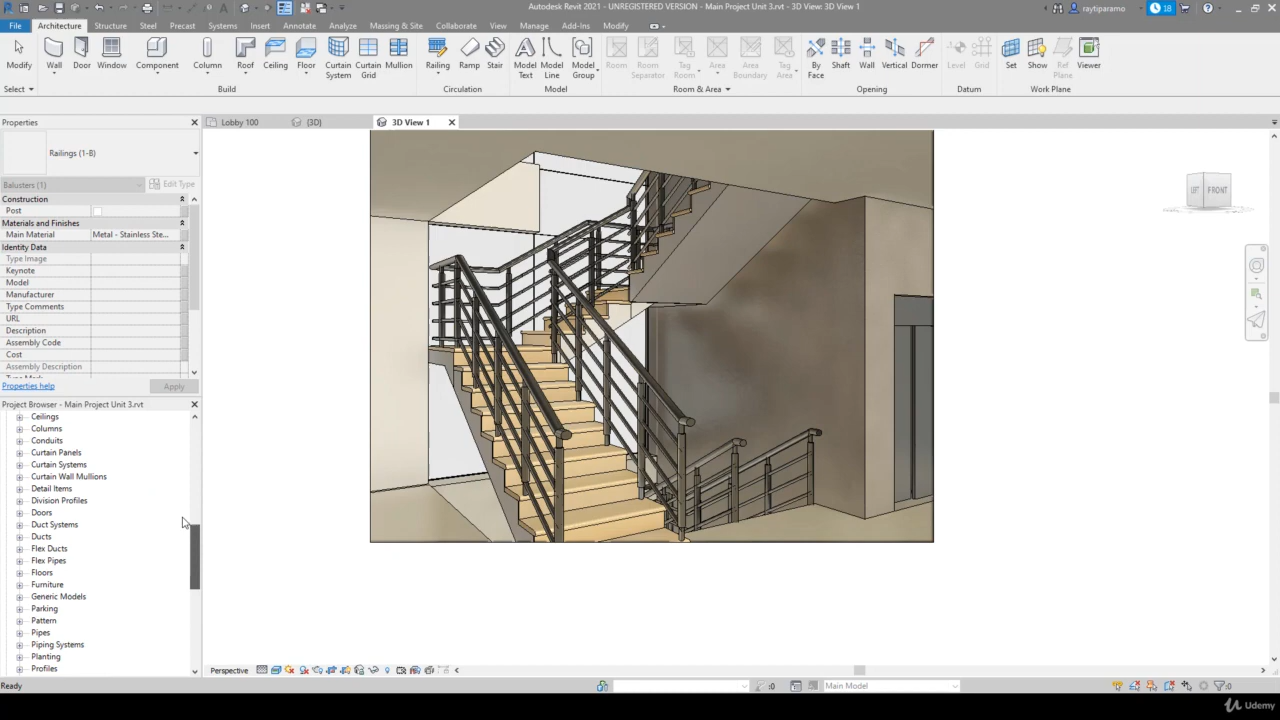 Autodesk Revit 2021 - UNREGISTERED VERSION - Main Project Unit 3.rvt - 3D View: 3D View 1
raytiparamo
18
File Architecture Structure Steel Precast Systems Insert Annotate Analyze Massing & Site Collaborate View Manage Add-Ins Modify
Modify Wall Door Window Component Column Roof Ceiling Floor Curtain System Curtain Grid Mullion Railing Ramp Stair Model Text Model Line Model Group Room Room Separator Tag Room Area Area Boundary Tag Area By Face Shaft Wall Vertical Dormer Level Grid Set Show Ref Plane Viewer
Select Build Circulation Model Room & Area Opening Datum Work Plane
Properties
Lobby 100 {3D} 3D View 1
Railings (1-B)
Balusters (1) Edit Type
Construction
Post
Materials and Finishes
Main Material Metal - Stainless Ste...
Identity Data
Type Image
Keynote
Model
Manufacturer
Type Comments
URL
Description
Assembly Code
Cost
Assembly Description
Properties help Apply
Project Browser - Main Project Unit 3.rvt
Ceilings
Columns
Conduits
Curtain Panels
Curtain Systems
Curtain Wall Mullions
Detail Items
Division Profiles
Doors
Duct Systems
Ducts
Flex Ducts
Flex Pipes
Floors
Furniture
Generic Models
Parking
Pattern
Pipes
Piping Systems
Planting
Profiles
LEFT FRONT
Perspective
Ready
:0
Main Model
:0
Udemy